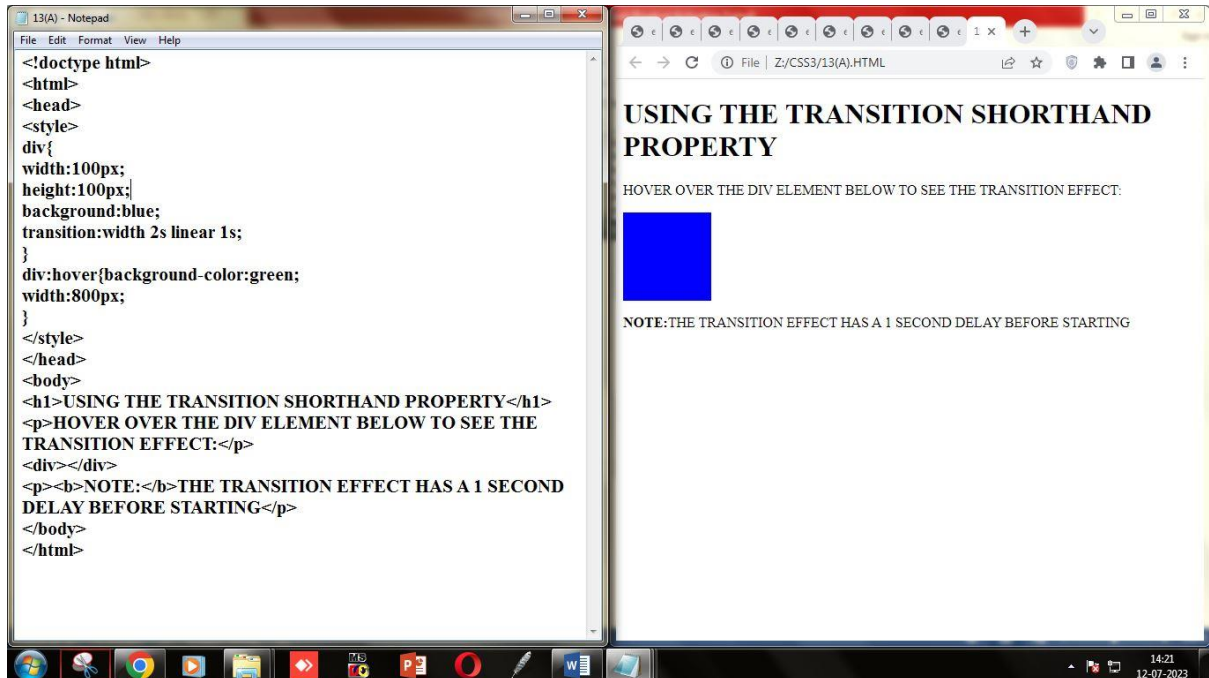 13(A) - Notepad
File Edit Format View Help
<!doctype html>
<html>
<head>
<style>
div{
width:100px;
height:100px;
background:blue;
transition:width 2s linear 1s;
}
div:hover{background-color:green;
width:800px;
}
</style>
</head>
<body>
<h1>USING THE TRANSITION SHORTHAND PROPERTY</h1>
<p>HOVER OVER THE DIV ELEMENT BELOW TO SEE THE
TRANSITION EFFECT:</p>
<div></div>
<p><b>NOTE:</b>THE TRANSITION EFFECT HAS A 1 SECOND
DELAY BEFORE STARTING</p>
</body>
</html>
1
File Z:/CSS3/13(A).HTML
USING THE TRANSITION SHORTHAND
PROPERTY
HOVER OVER THE DIV ELEMENT BELOW TO SEE THE TRANSITION EFFECT:
NOTE:THE TRANSITION EFFECT HAS A 1 SECOND DELAY BEFORE STARTING
MS
TC
P
W
14:21
12-07-2023